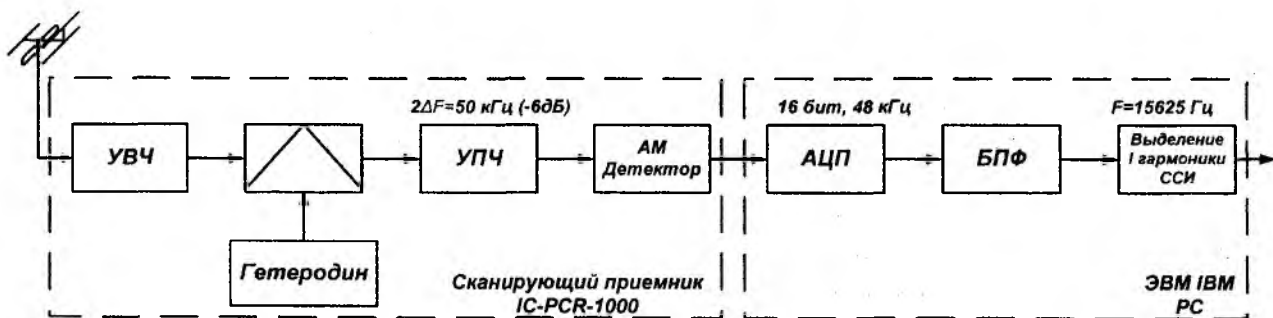 2ΔF=50 кГц (-6дБ)
16 бит, 48 кГц
F=15625 Гц
УВЧ
УПЧ
АМ
Детектор
АЦП
БПФ
Выделение
I гармоники
ССИ
Гетеродин
Сканирующий приемник
IC-PCR-1000
ЭВМ IBM
PC